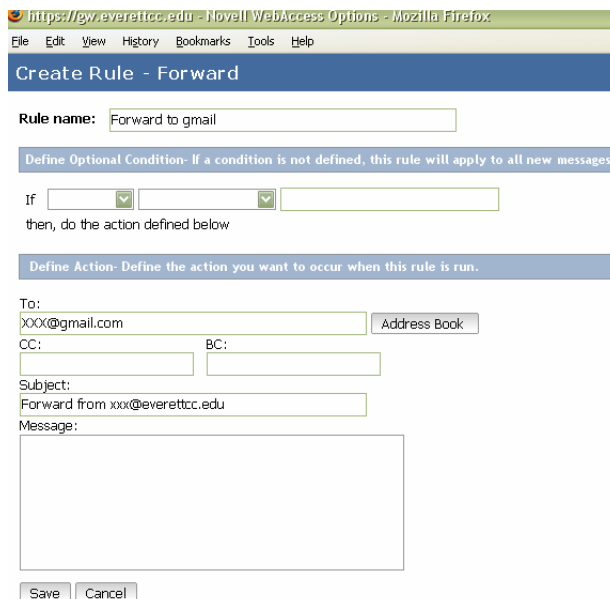 https://gw.everettcc.edu - Novell WebAccess Options - Mozilla Firefox
File Edit View History Bookmarks Tools Help
Create Rule - Forward
Rule name: Forward to gmail
Define Optional Condition- If a condition is not defined, this rule will apply to all new messages
If
then, do the action defined below
Define Action- Define the action you want to occur when this rule is run.
To:
XXX@gmail.com Address Book
CC: BC:
Subject:
Forward from xxx@everettcc.edu
Message:
Save Cancel